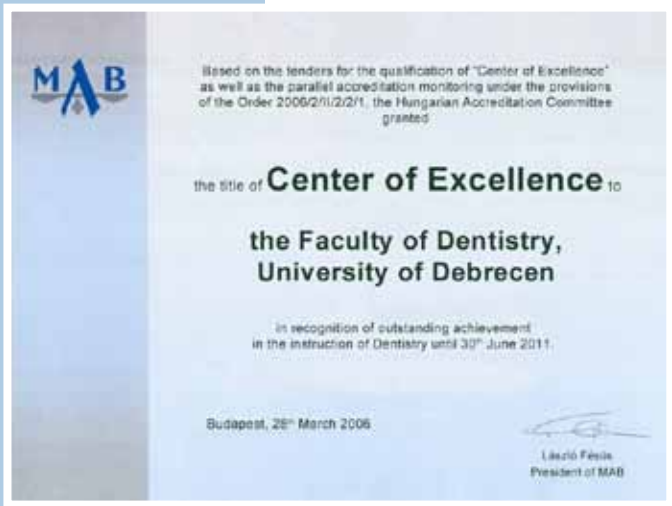 MAB
Based on the tenders for the qualification of "Center of Excellence"
as well as the parallel accreditation monitoring under the provisions
of the Order 2006/2/II/2/2/1, the Hungarian Accreditation Committee
granted
the title of Center of Excellence to
the Faculty of Dentistry,
University of Debrecen
in recognition of outstanding achievement
in the instruction of Dentistry until 30th June 2011.
Budapest, 28th March 2006
László Fésüs
President of MAB